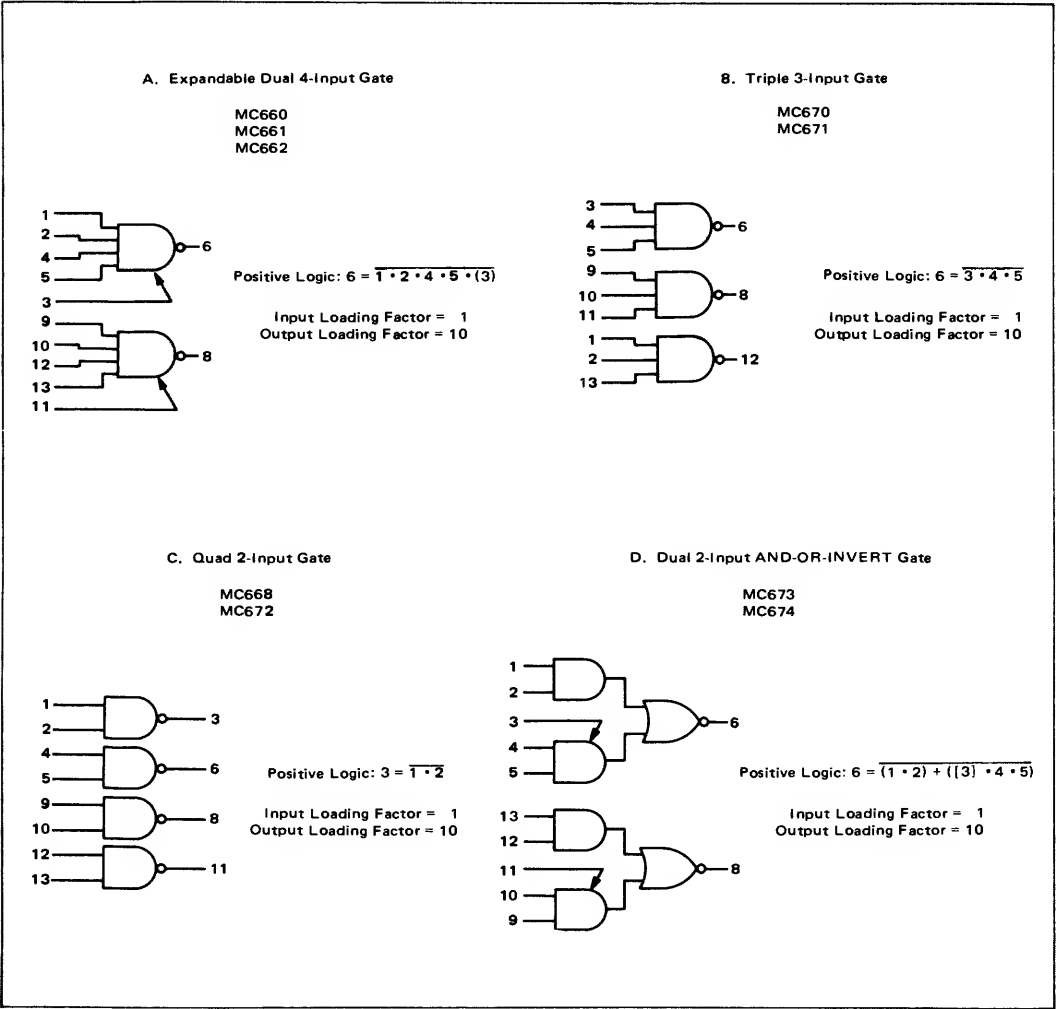 A. Expandable Dual 4-Input Gate
MC660
MC661
MC662
1
2
4
5
3
6
9
10
12
13
11
8
Positive Logic: 6 = 1 • 2 • 4 • 5 • (3)
Input Loading Factor = 1
Output Loading Factor = 10
8. Triple 3-Input Gate
MC670
MC671
3
4
5
6
9
10
11
8
1
2
13
12
Positive Logic: 6 = 3 • 4 • 5
Input Loading Factor = 1
Output Loading Factor = 10
C. Quad 2-Input Gate
MC668
MC672
1
2
3
4
5
6
9
10
8
12
13
11
Positive Logic: 3 = 1 • 2
Input Loading Factor = 1
Output Loading Factor = 10
D. Dual 2-Input AND-OR-INVERT Gate
MC673
MC674
1
2
3
4
5
6
13
12
11
10
9
8
Positive Logic: 6 = (1 • 2) + ([3] • 4 • 5)
Input Loading Factor = 1
Output Loading Factor = 10